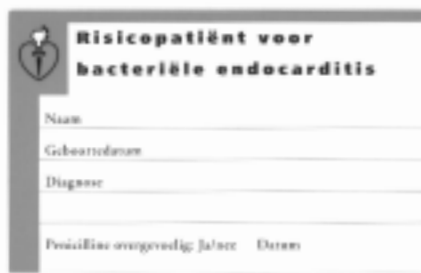 Risicopatiënt voor
bacteriële endocarditis
Naam
Geboortedatum
Diagnose
Penicilline overgevoelig: Ja/nee Datum